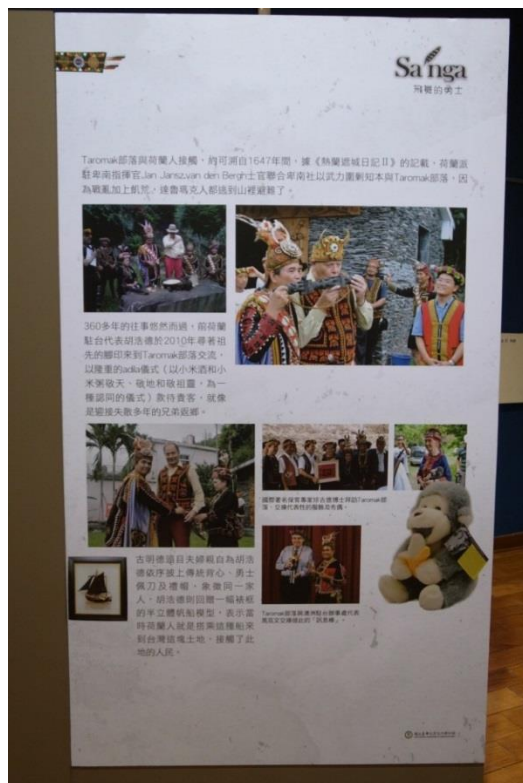 Sa'nga
飛簷的勇士
Taromak部落與荷蘭人接觸，約可溯自1647年間，據《熱蘭遮城日記Ⅱ》的記載，荷蘭派
駐卑南指揮官Jan Jansz.van den Bergh士官聯合卑南社以武力圍剿知本與Taromak部落，因
為戰亂加上飢荒，達魯瑪克人都逃到山裡避難了。
360多年的往事悠然而過，前荷蘭
駐台代表胡浩德於2010年尋著祖
先的腳印來到Taromak部落交流，
以隆重的adila儀式（以小米酒和小
米粥敬天、敬地和敬祖靈，為一
種認同的儀式）款待貴客，就像
是迎接失散多年的兄弟返鄉。
古明德頭目夫婦親自為胡浩
德依序披上傳統背心、勇士
佩刀及禮帽，象徵同一家
人，胡浩德則回贈一幅裱框
的半立體帆船模型，表示當
時荷蘭人就是搭乘這種船來
到台灣這塊土地，接觸了此
地的人民。